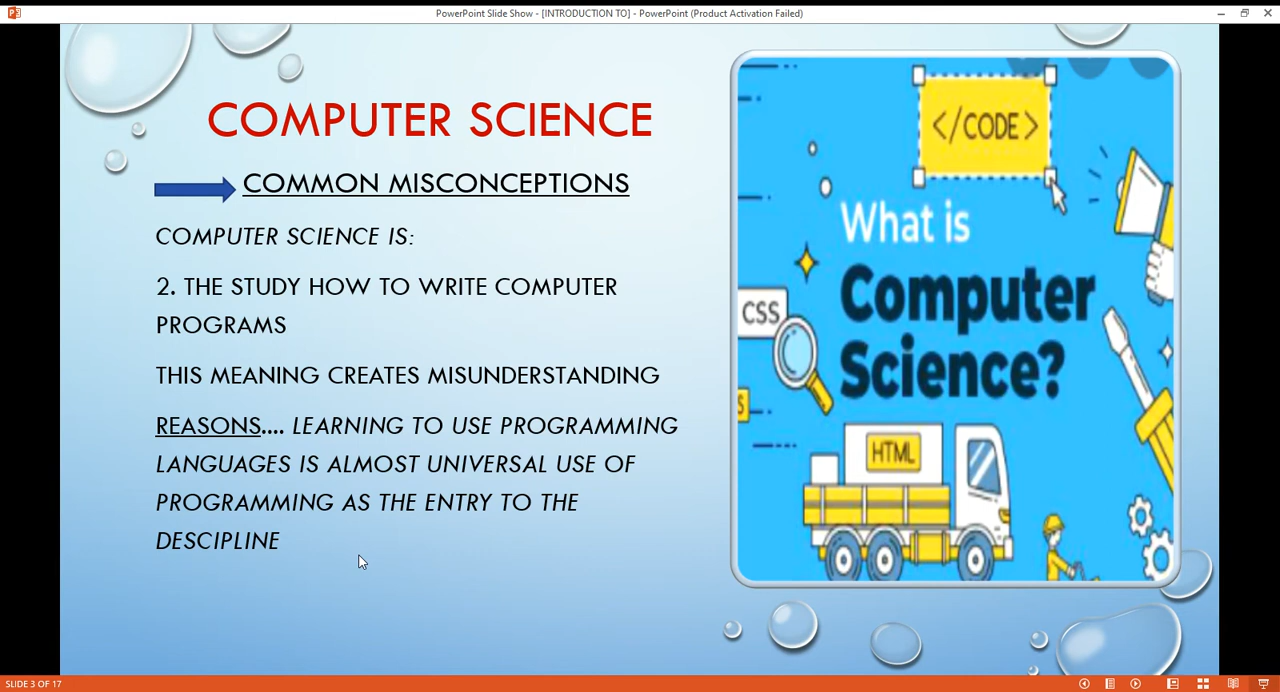 PowerPoint Slide Show - [INTRODUCTION TO] - PowerPoint (Product Activation Failed)
COMPUTER SCIENCE
COMMON MISCONCEPTIONS
COMPUTER SCIENCE IS:
2. THE STUDY HOW TO WRITE COMPUTER
PROGRAMS
THIS MEANING CREATES MISUNDERSTANDING
REASONS.... LEARNING TO USE PROGRAMMING
LANGUAGES IS ALMOST UNIVERSAL USE OF
PROGRAMMING AS THE ENTRY TO THE
DESCIPLINE
</CODE>
What is
Computer
Science?
CSS
S
HTML
SLIDE 3 OF 17